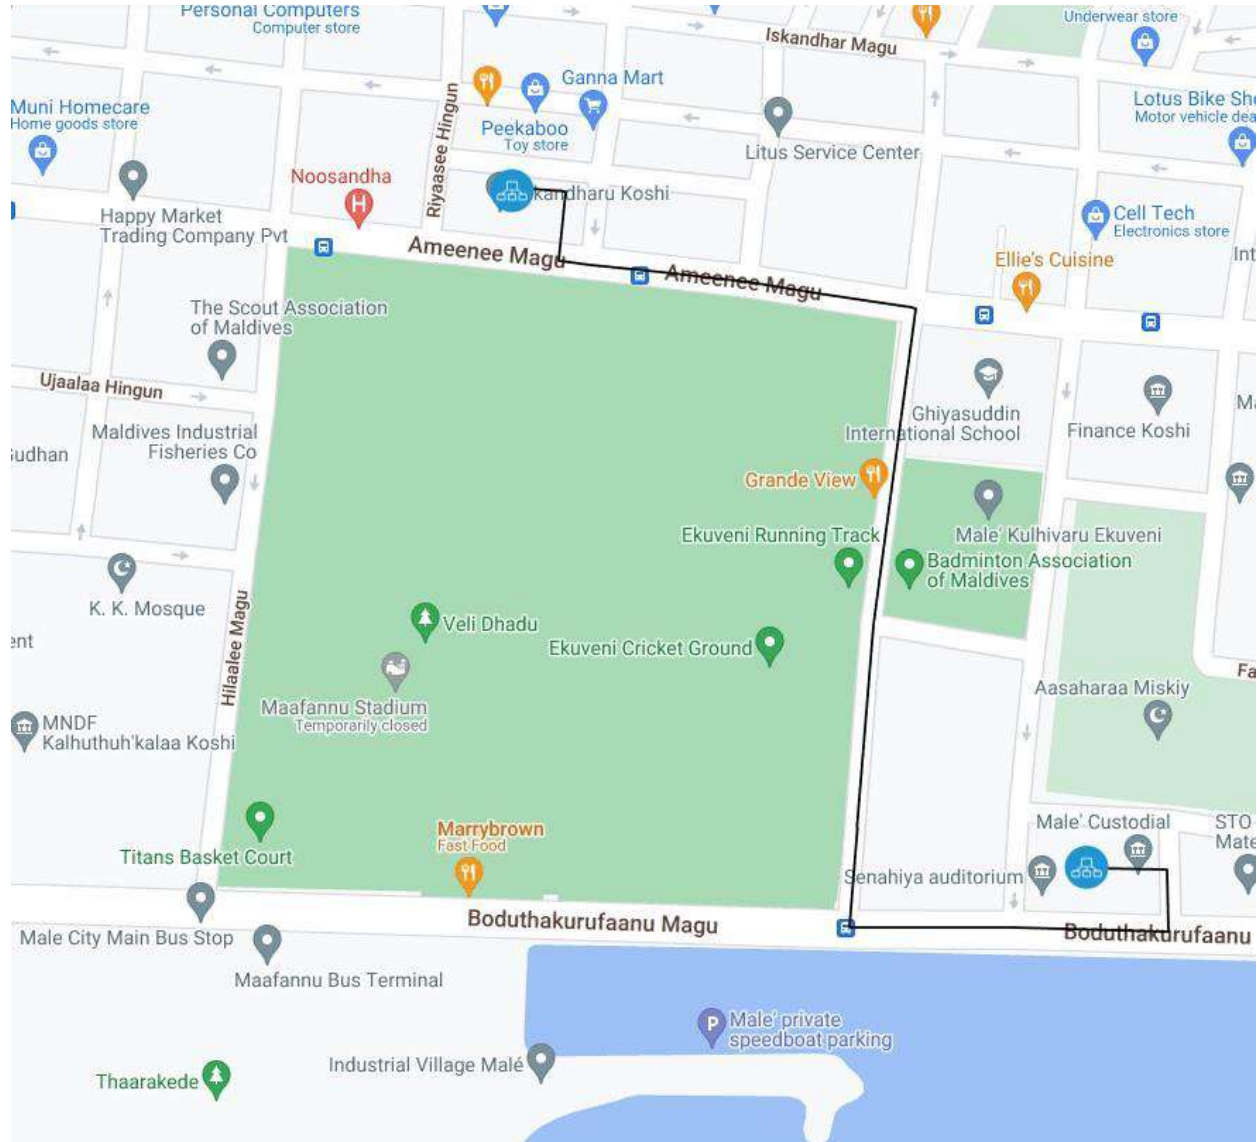 Personal Computers
Computer store
Iskandhar Magu
Underwear store
Muni Homecare
Home goods store
Riyaasee Hingun
Ganna Mart
Peekaboo
Toy store
Lotus Bike Sh
Motor vehicle dea
Litus Service Center
Noosandha
kandharu Koshi
Happy Market
Trading Company Pvt
Cell Tech
Electronics store
Ameenee Magu
Ameenee Magu
Ellie's Cuisine
Int
The Scout Association
of Maldives
Ujaalaa Hingun
Ghiyasuddin
International School
Finance Koshi
Ma
Maldives Industrial
Fisheries Co
udhan
Grande View
Ekuveni Running Track
Male' Kulhivaru Ekuveni
Badminton Association
of Maldives
K. K. Mosque
Hilaalee Magu
Veli Dhadu
Ekuveni Cricket Ground
ent
Maafannu Stadium
Temporarily closed
Aasaharaa Miskiy
Fa
MNDF
Kalhuthuh'kalaa Koshi
Marrybrown
Fast Food
Male' Custodial
STO
Mate
Titans Basket Court
Senahiya auditorium
Boduthakurufaanu Magu
Boduthakurufaanu
Male City Main Bus Stop
Maafannu Bus Terminal
P
Male' private
speedboat parking
Industrial Village Malé
Thaarakede